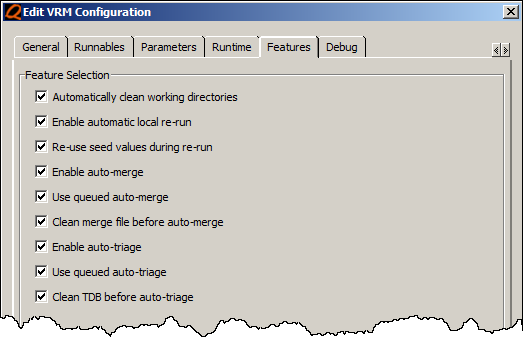 Edit VRM Configuration
General Runnables Parameters Runtime Features Debug
Feature Selection
Automatically clean working directories
Enable automatic local re-run
Re-use seed values during re-run
Enable auto-merge
Use queued auto-merge
Clean merge file before auto-merge
Enable auto-triage
Use queued auto-triage
Clean TDB before auto-triage